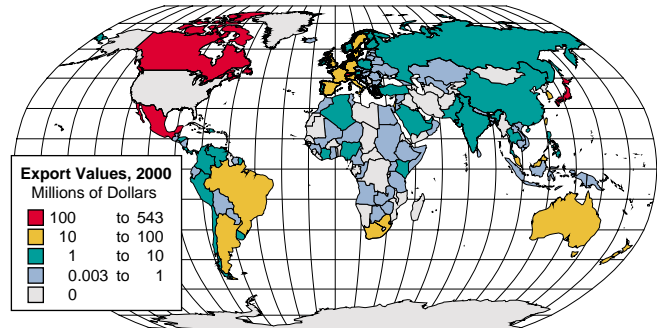 Export Values, 2000
Millions of Dollars
100 to 543
10 to 100
1 to 10
0.003 to 1
0